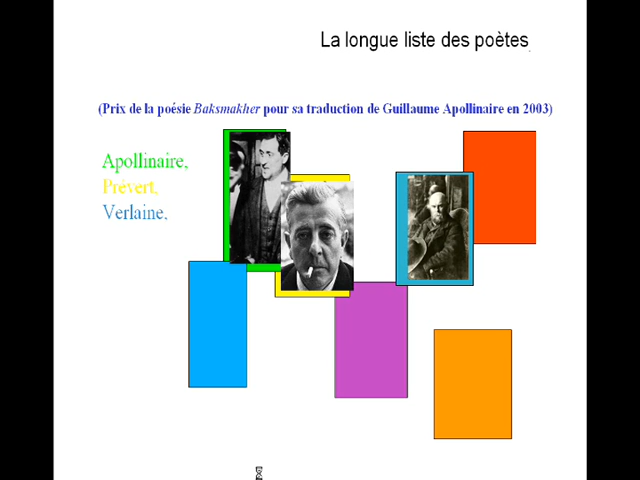 La longue liste des poètes
(Prix de la poésie Baksmakher pour sa traduction de Guillaume Apollinaire en 2003)
Apollinaire,
Prévert,
Verlaine,